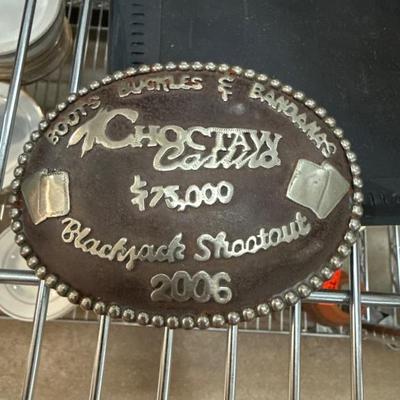 BOOTS BUCKLES & BANDANAS
CHOCTAW
Casino
$75,000
Blackjack Shootout
2006